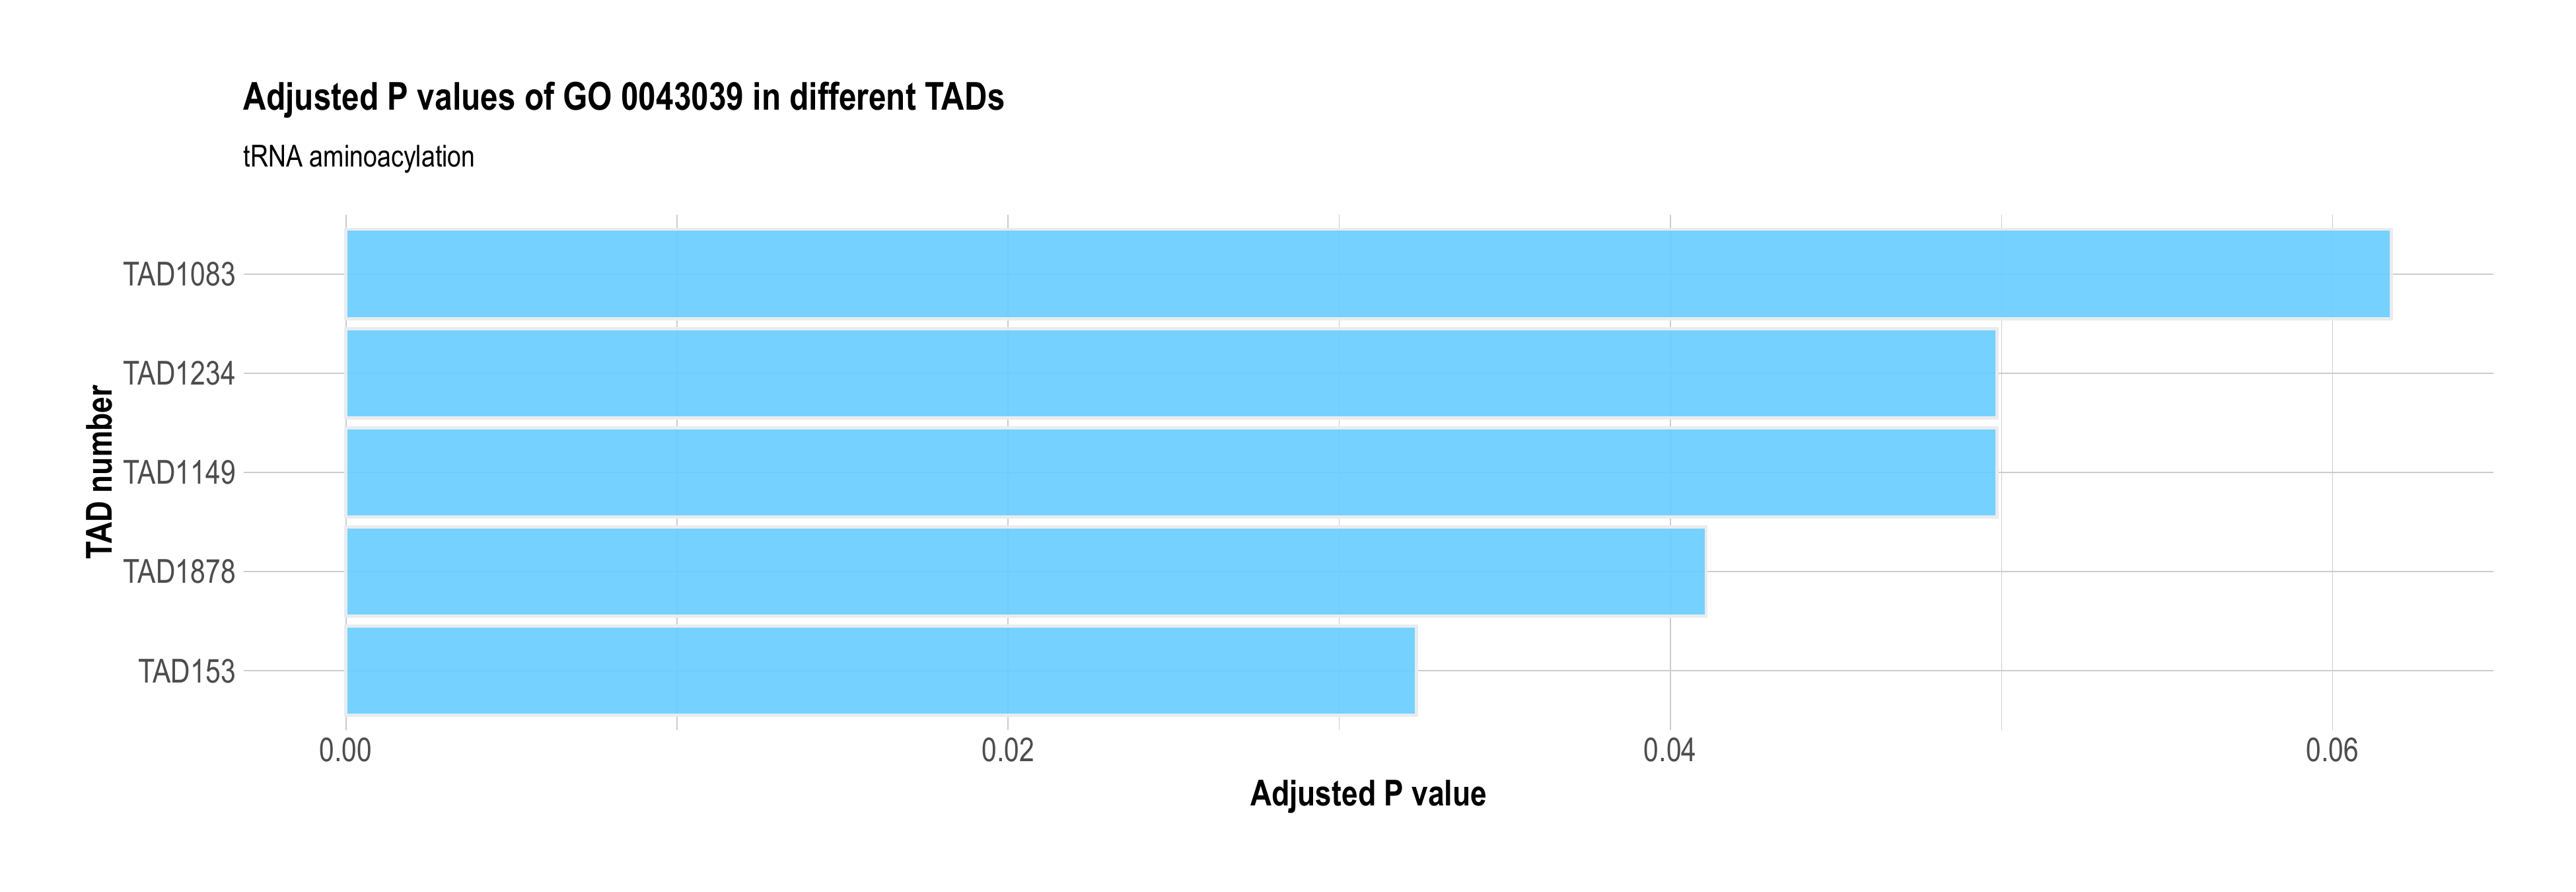 Adjusted P values of GO 0043039 in different TADs
tRNA aminoacylation
TAD number
TAD1083
TAD1234
TAD1149
TAD1878
TAD153
0.00 0.02 0.04 0.06
Adjusted P value